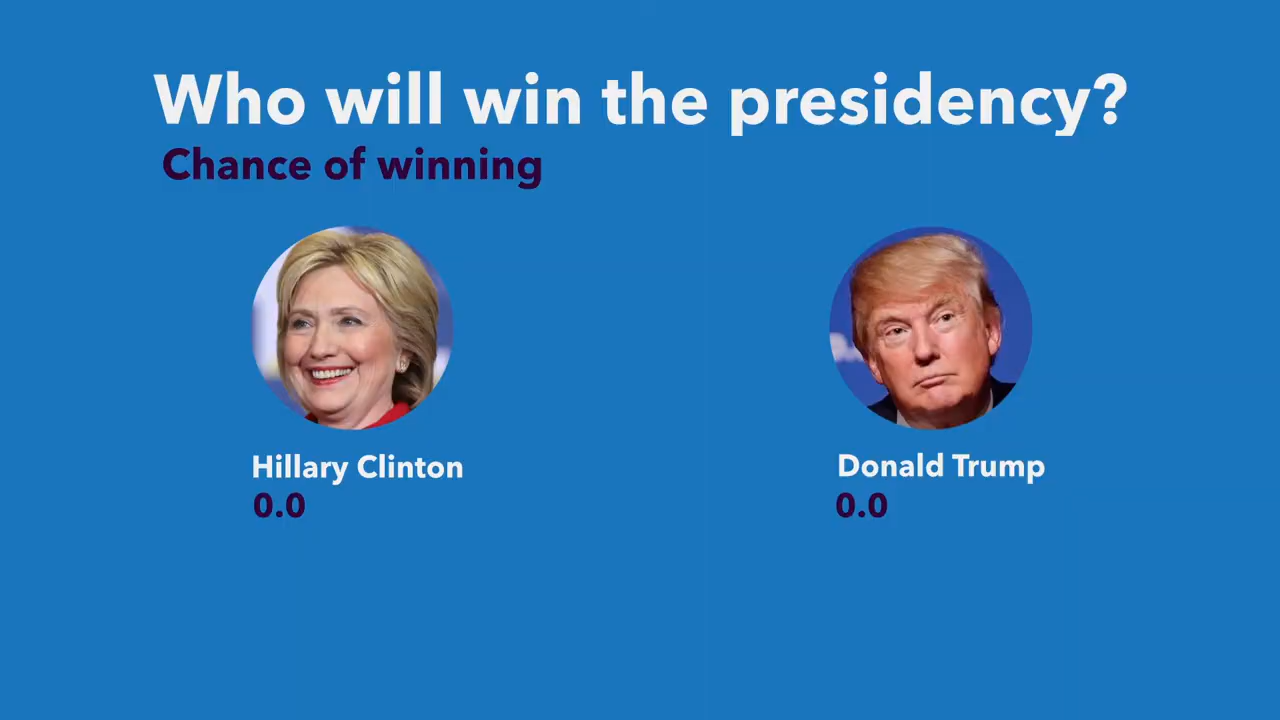 Who will win the presidency?
Chance of winning
Hillary Clinton
0.0
Donald Trump
0.0